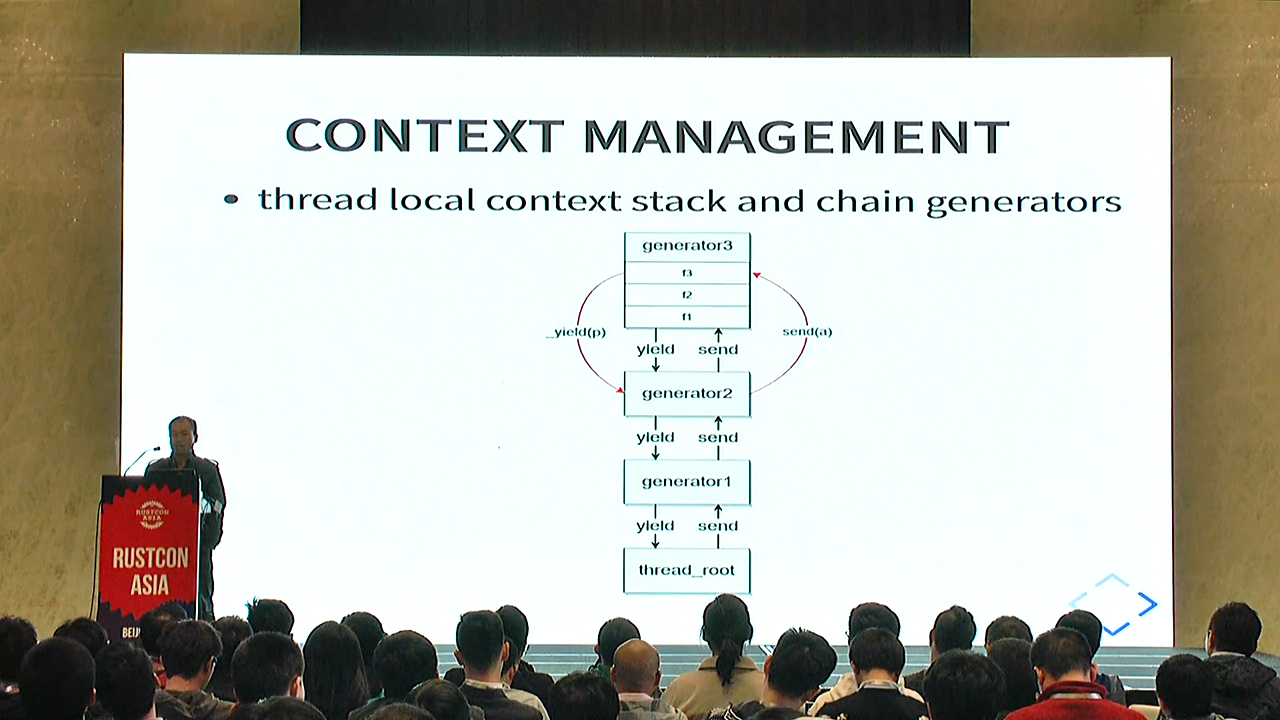 CONTEXT MANAGEMENT
• thread local context stack and chain generators
generator3
f3
f2
f1
_yield(p)
send(a)
yield send
generator2
yield send
generator1
yield send
thread_root
RUSTCON
ASIA
RUSTCON
ASIA